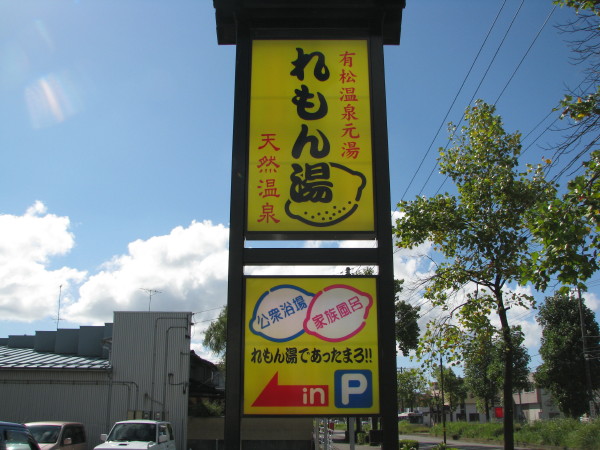 有松温泉元湯
れもん湯
天然温泉
公衆浴場
家族風呂
れもん湯であったまろ!!
in P